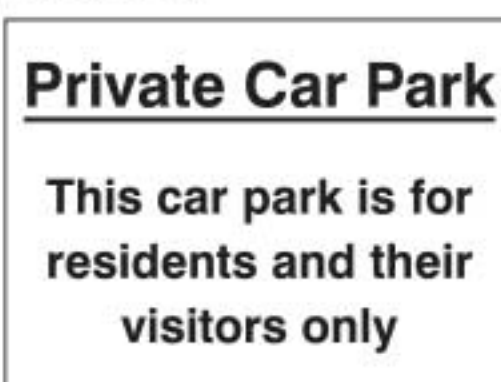 Private Car Park
This car park is for
residents and their
visitors only